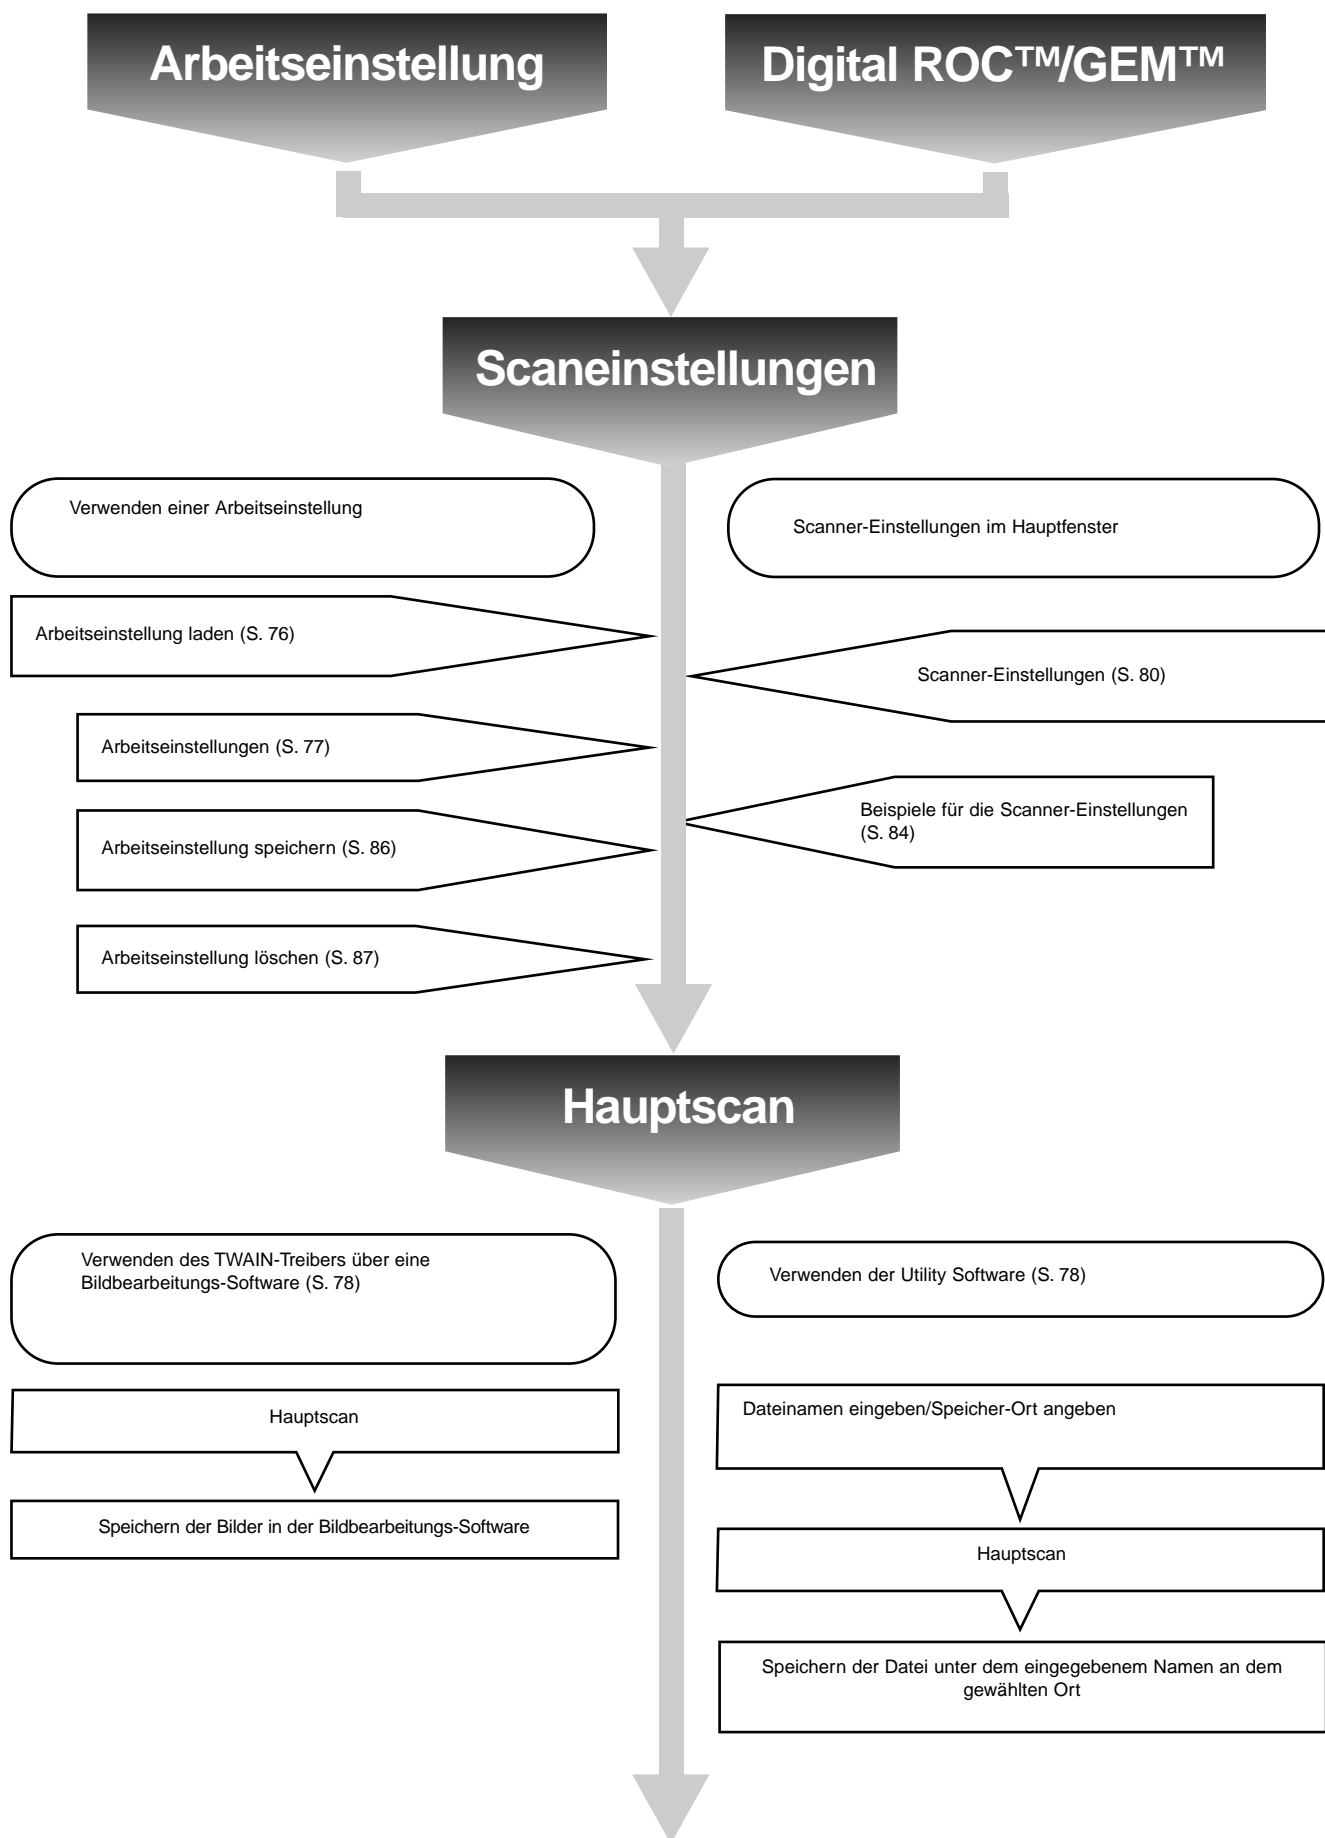 Arbeitseinstellung
Digital ROC™/GEM™
Scaneinstellungen
Verwenden einer Arbeitseinstellung
Scanner-Einstellungen im Hauptfenster
Arbeitseinstellung laden (S. 76)
Scanner-Einstellungen (S. 80)
Arbeitseinstellungen (S. 77)
Beispiele für die Scanner-Einstellungen
(S. 84)
Arbeitseinstellung speichern (S. 86)
Arbeitseinstellung löschen (S. 87)
Hauptscan
Verwenden des TWAIN-Treibers über eine
Bildbearbeitungs-Software (S. 78)
Verwenden der Utility Software (S. 78)
Hauptscan
Speichern der Bilder in der Bildbearbeitungs-Software
Dateinamen eingeben/Speicher-Ort angeben
Hauptscan
Speichern der Datei unter dem eingegebenem Namen an dem
gewählten Ort